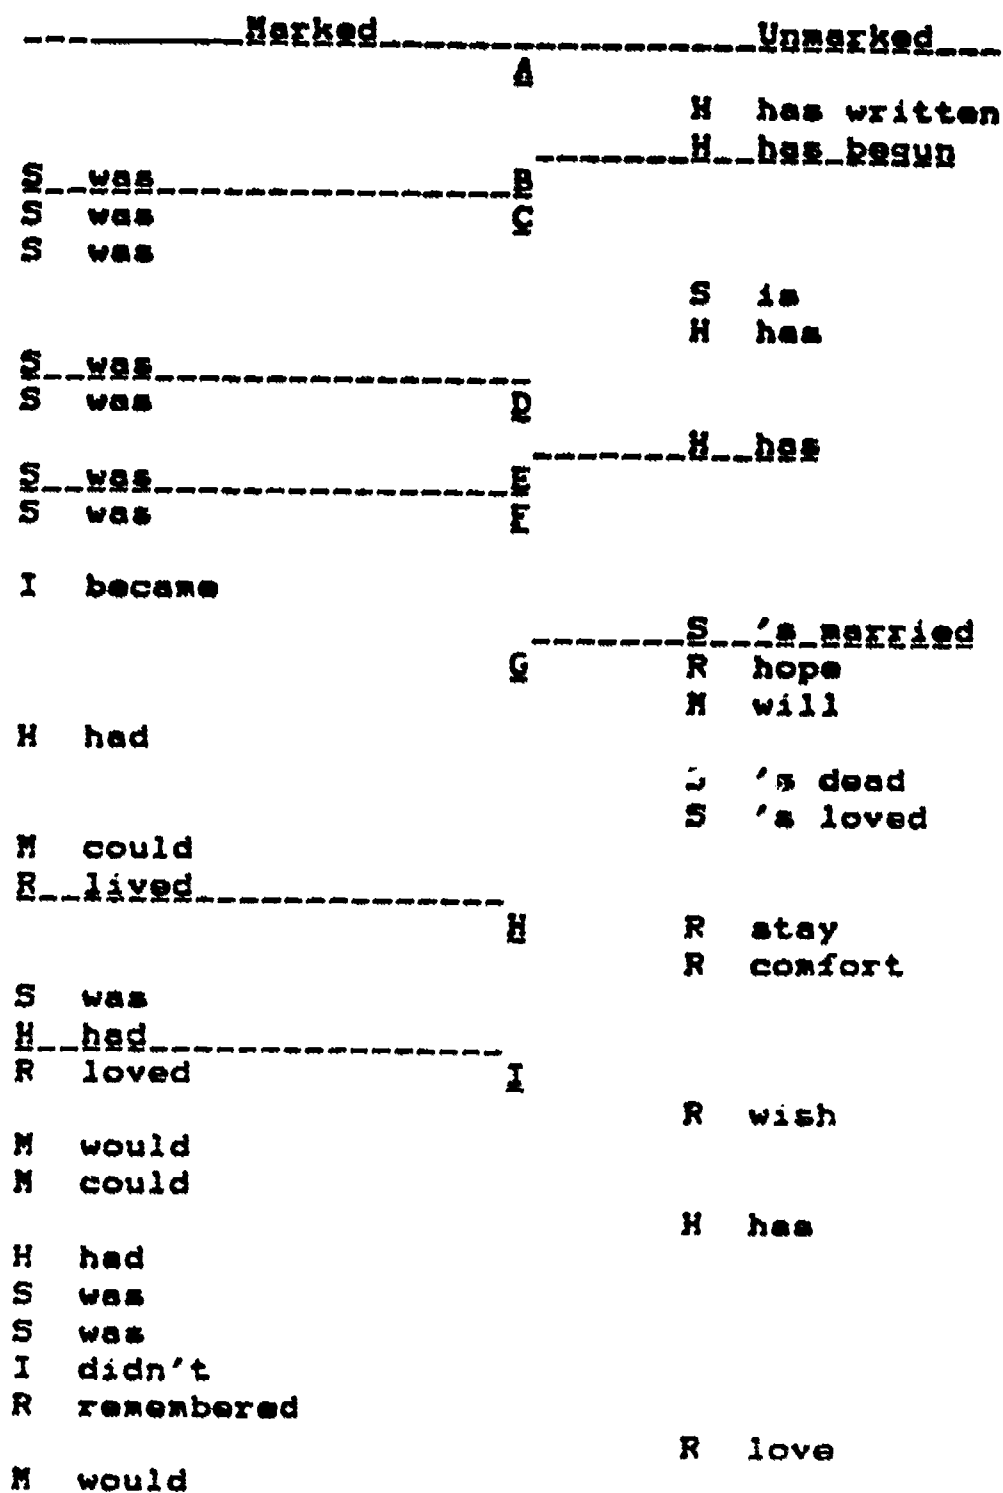 Marked Unmarked
A
H has written
H has begun
S was B
S was C
S was
S is
H has
S was
S was D
H has
S was E
S was F
I became
S 's married
G R hope
M will
H had
's dead
S 's loved
M could
R lived
H R stay
R comfort
S was
H had
R loved I
R wish
M would
M could
H has
H had
S was
S was
I didn't
R remembered
R love
M would